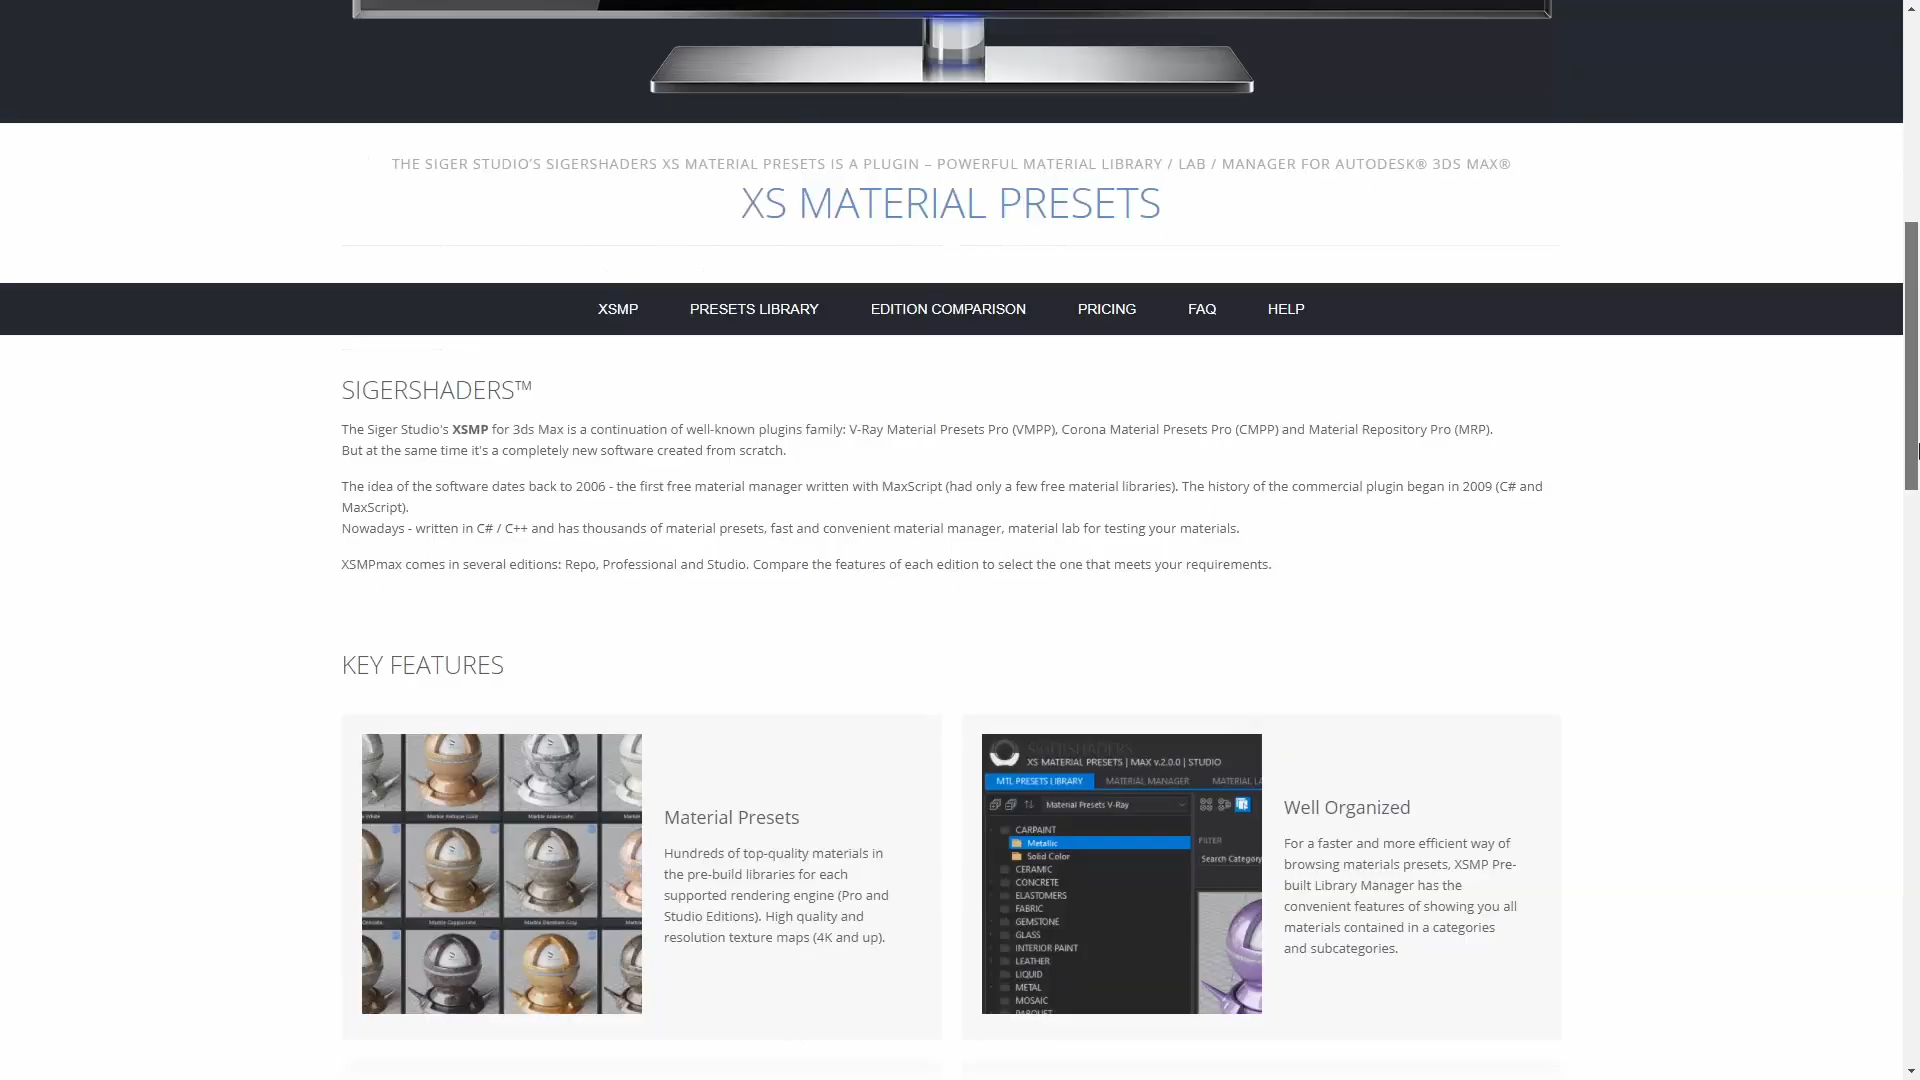 THE SIGER STUDIO'S SIGERSHADERS XS MATERIAL PRESETS IS A PLUGIN – POWERFUL MATERIAL LIBRARY / LAB / MANAGER FOR AUTODESK® 3DS MAX®
XS MATERIAL PRESETS
XSMP PRESETS LIBRARY EDITION COMPARISON PRICING FAQ HELP
SIGERSHADERS™
The Siger Studio's XSMP for 3ds Max is a continuation of well-known plugins family: V-Ray Material Presets Pro (VMPP), Corona Material Presets Pro (CMPP) and Material Repository Pro (MRP).
But at the same time it's a completely new software created from scratch.
The idea of the software dates back to 2006 - the first free material manager written with MaxScript (had only a few free material libraries). The history of the commercial plugin began in 2009 (C# and
MaxScript).
Nowadays - written in C# / C++ and has thousands of material presets, fast and convenient material manager, material lab for testing your materials.
XSMPmax comes in several editions: Repo, Professional and Studio. Compare the features of each edition to select the one that meets your requirements.
KEY FEATURES
Material Presets
Hundreds of top-quality materials in
the pre-build libraries for each
supported rendering engine (Pro and
Studio Editions). High quality and
resolution texture maps (4K and up).
SIGERSHADERS
XS MATERIAL PRESETS | MAX v.2.0.0 | STUDIO
MTL PRESETS LIBRARY MATERIAL MANAGER MATERIAL LA
Material Presets V-Ray
CARPAINT
Metallic
Solid Color
CERAMIC
CONCRETE
ELASTOMERS
FABRIC
GEMSTONE
GLASS
INTERIOR PAINT
LEATHER
LIQUID
METAL
MOSAIC
PARQUET
FILTER
Search Category
Well Organized
For a faster and more efficient way of
browsing materials presets, XSMP Pre-
built Library Manager has the
convenient features of showing you all
materials contained in a categories
and subcategories.